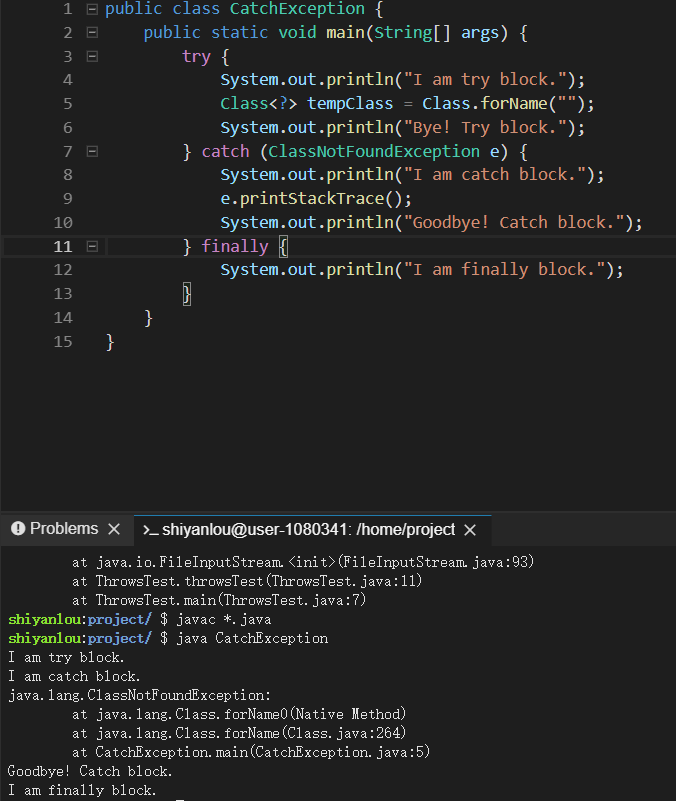 1 public class CatchException {
2 public static void main(String[] args) {
3 try {
4 System.out.println("I am try block.");
5 Class<?> tempClass = Class.forName("");
6 System.out.println("Bye! Try block.");
7 } catch (ClassNotFoundException e) {
8 System.out.println("I am catch block.");
9 e.printStackTrace();
10 System.out.println("Goodbye! Catch block.");
11 } finally {
12 System.out.println("I am finally block.");
13 }
14 }
15 }
Problems shiyanlou@user-1080341: /home/project
at java.io.FileInputStream.<init>(FileInputStream.java:93)
at ThrowsTest.throwsTest(ThrowsTest.java:11)
at ThrowsTest.main(ThrowsTest.java:7)
shiyanlou:project/ $ javac *.java
shiyanlou:project/ $ java CatchException
I am try block.
I am catch block.
java.lang.ClassNotFoundException:
at java.lang.Class.forName0(Native Method)
at java.lang.Class.forName(Class.java:264)
at CatchException.main(CatchException.java:5)
Goodbye! Catch block.
I am finally block.